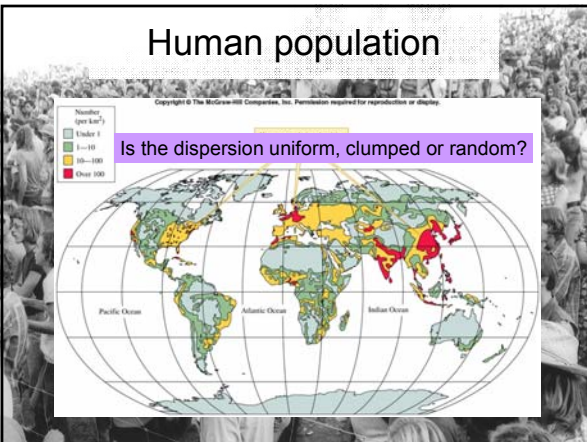 Human population
Copyright © The McGraw-Hill Companies, Inc. Permission required for reproduction or display.
Number
(per km²)
Under 1
1—10
10—100
Over 100
Is the dispersion uniform, clumped or random?
Pacific Ocean
Atlantic Ocean
Indian Ocean